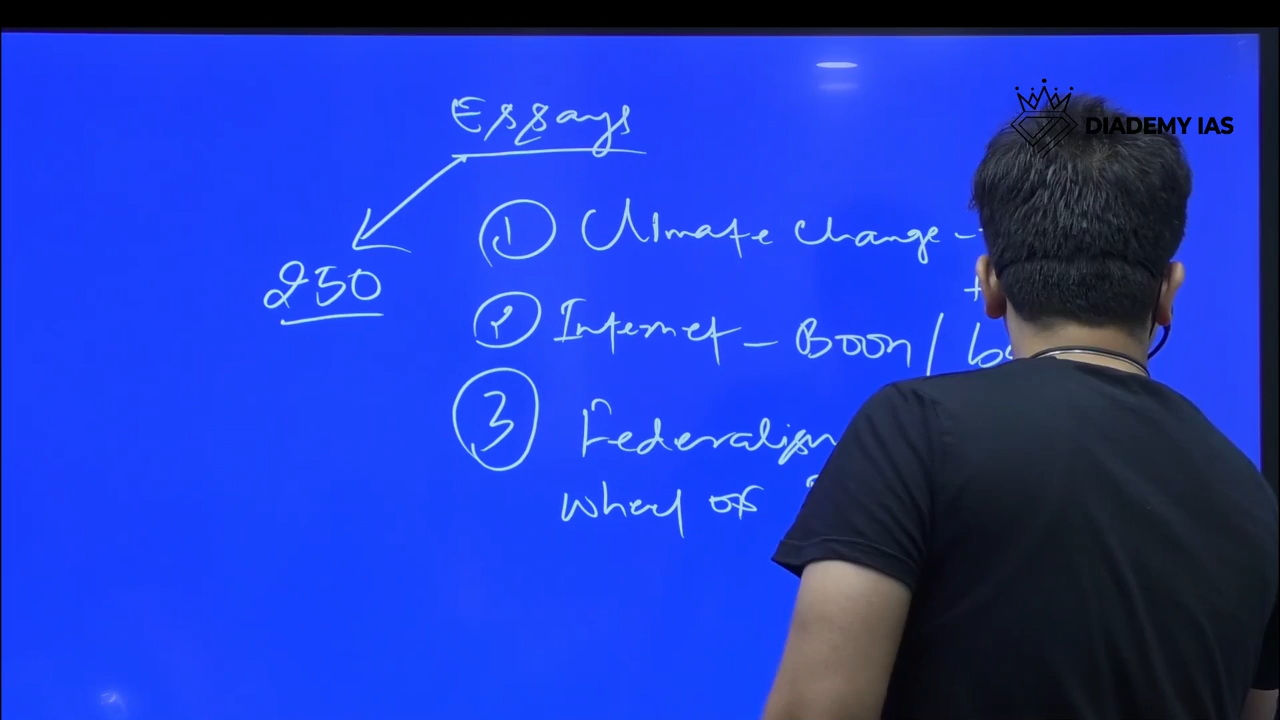 Essays
250
① Climate change -
② Internet - Boon /
③ Federalism
wheel of
DIADEMY IAS